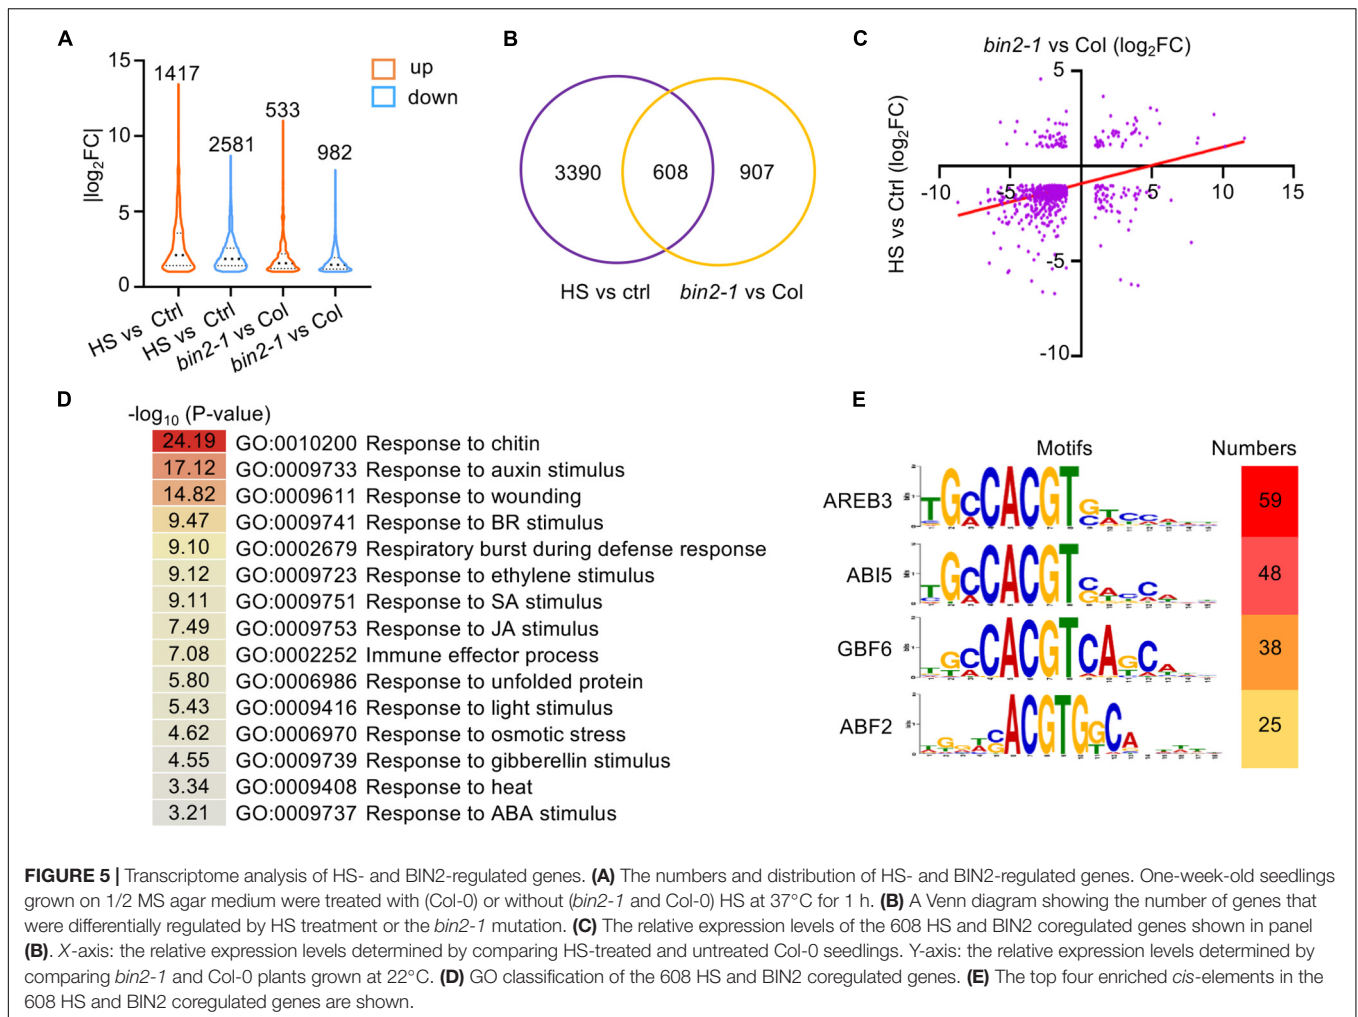 A
15
1417
up
down
10
2581
533
982
|log2FC|
5
0
HS vs Ctrl
HS vs Ctrl
bin2-1 vs Col
bin2-1 vs Col
B
3390
608
907
HS vs ctrl
bin2-1 vs Col
C
bin2-1 vs Col (log2FC)
5
-10
-5
5
10
15
-5
-10
HS vs Ctrl (log2FC)
D
-log10 (P-value)
24.19 GO:0010200 Response to chitin
17.12 GO:0009733 Response to auxin stimulus
14.82 GO:0009611 Response to wounding
9.47 GO:0009741 Response to BR stimulus
9.10 GO:0002679 Respiratory burst during defense response
9.12 GO:0009723 Response to ethylene stimulus
9.11 GO:0009751 Response to SA stimulus
7.49 GO:0009753 Response to JA stimulus
7.08 GO:0002252 Immune effector process
5.80 GO:0006986 Response to unfolded protein
5.43 GO:0009416 Response to light stimulus
4.62 GO:0006970 Response to osmotic stress
4.55 GO:0009739 Response to gibberellin stimulus
3.34 GO:0009408 Response to heat
3.21 GO:0009737 Response to ABA stimulus
E
Motifs Numbers
AREB3 59
ABI5 48
GBF6 38
ABF2 25
FIGURE 5 | Transcriptome analysis of HS- and BIN2-regulated genes. (A) The numbers and distribution of HS- and BIN2-regulated genes. One-week-old seedlings
grown on 1/2 MS agar medium were treated with (Col-0) or without (bin2-1 and Col-0) HS at 37°C for 1 h. (B) A Venn diagram showing the number of genes that
were differentially regulated by HS treatment or the bin2-1 mutation. (C) The relative expression levels of the 608 HS and BIN2 coregulated genes shown in panel
(B). X-axis: the relative expression levels determined by comparing HS-treated and untreated Col-0 seedlings. Y-axis: the relative expression levels determined by
comparing bin2-1 and Col-0 plants grown at 22°C. (D) GO classification of the 608 HS and BIN2 coregulated genes. (E) The top four enriched cis-elements in the
608 HS and BIN2 coregulated genes are shown.